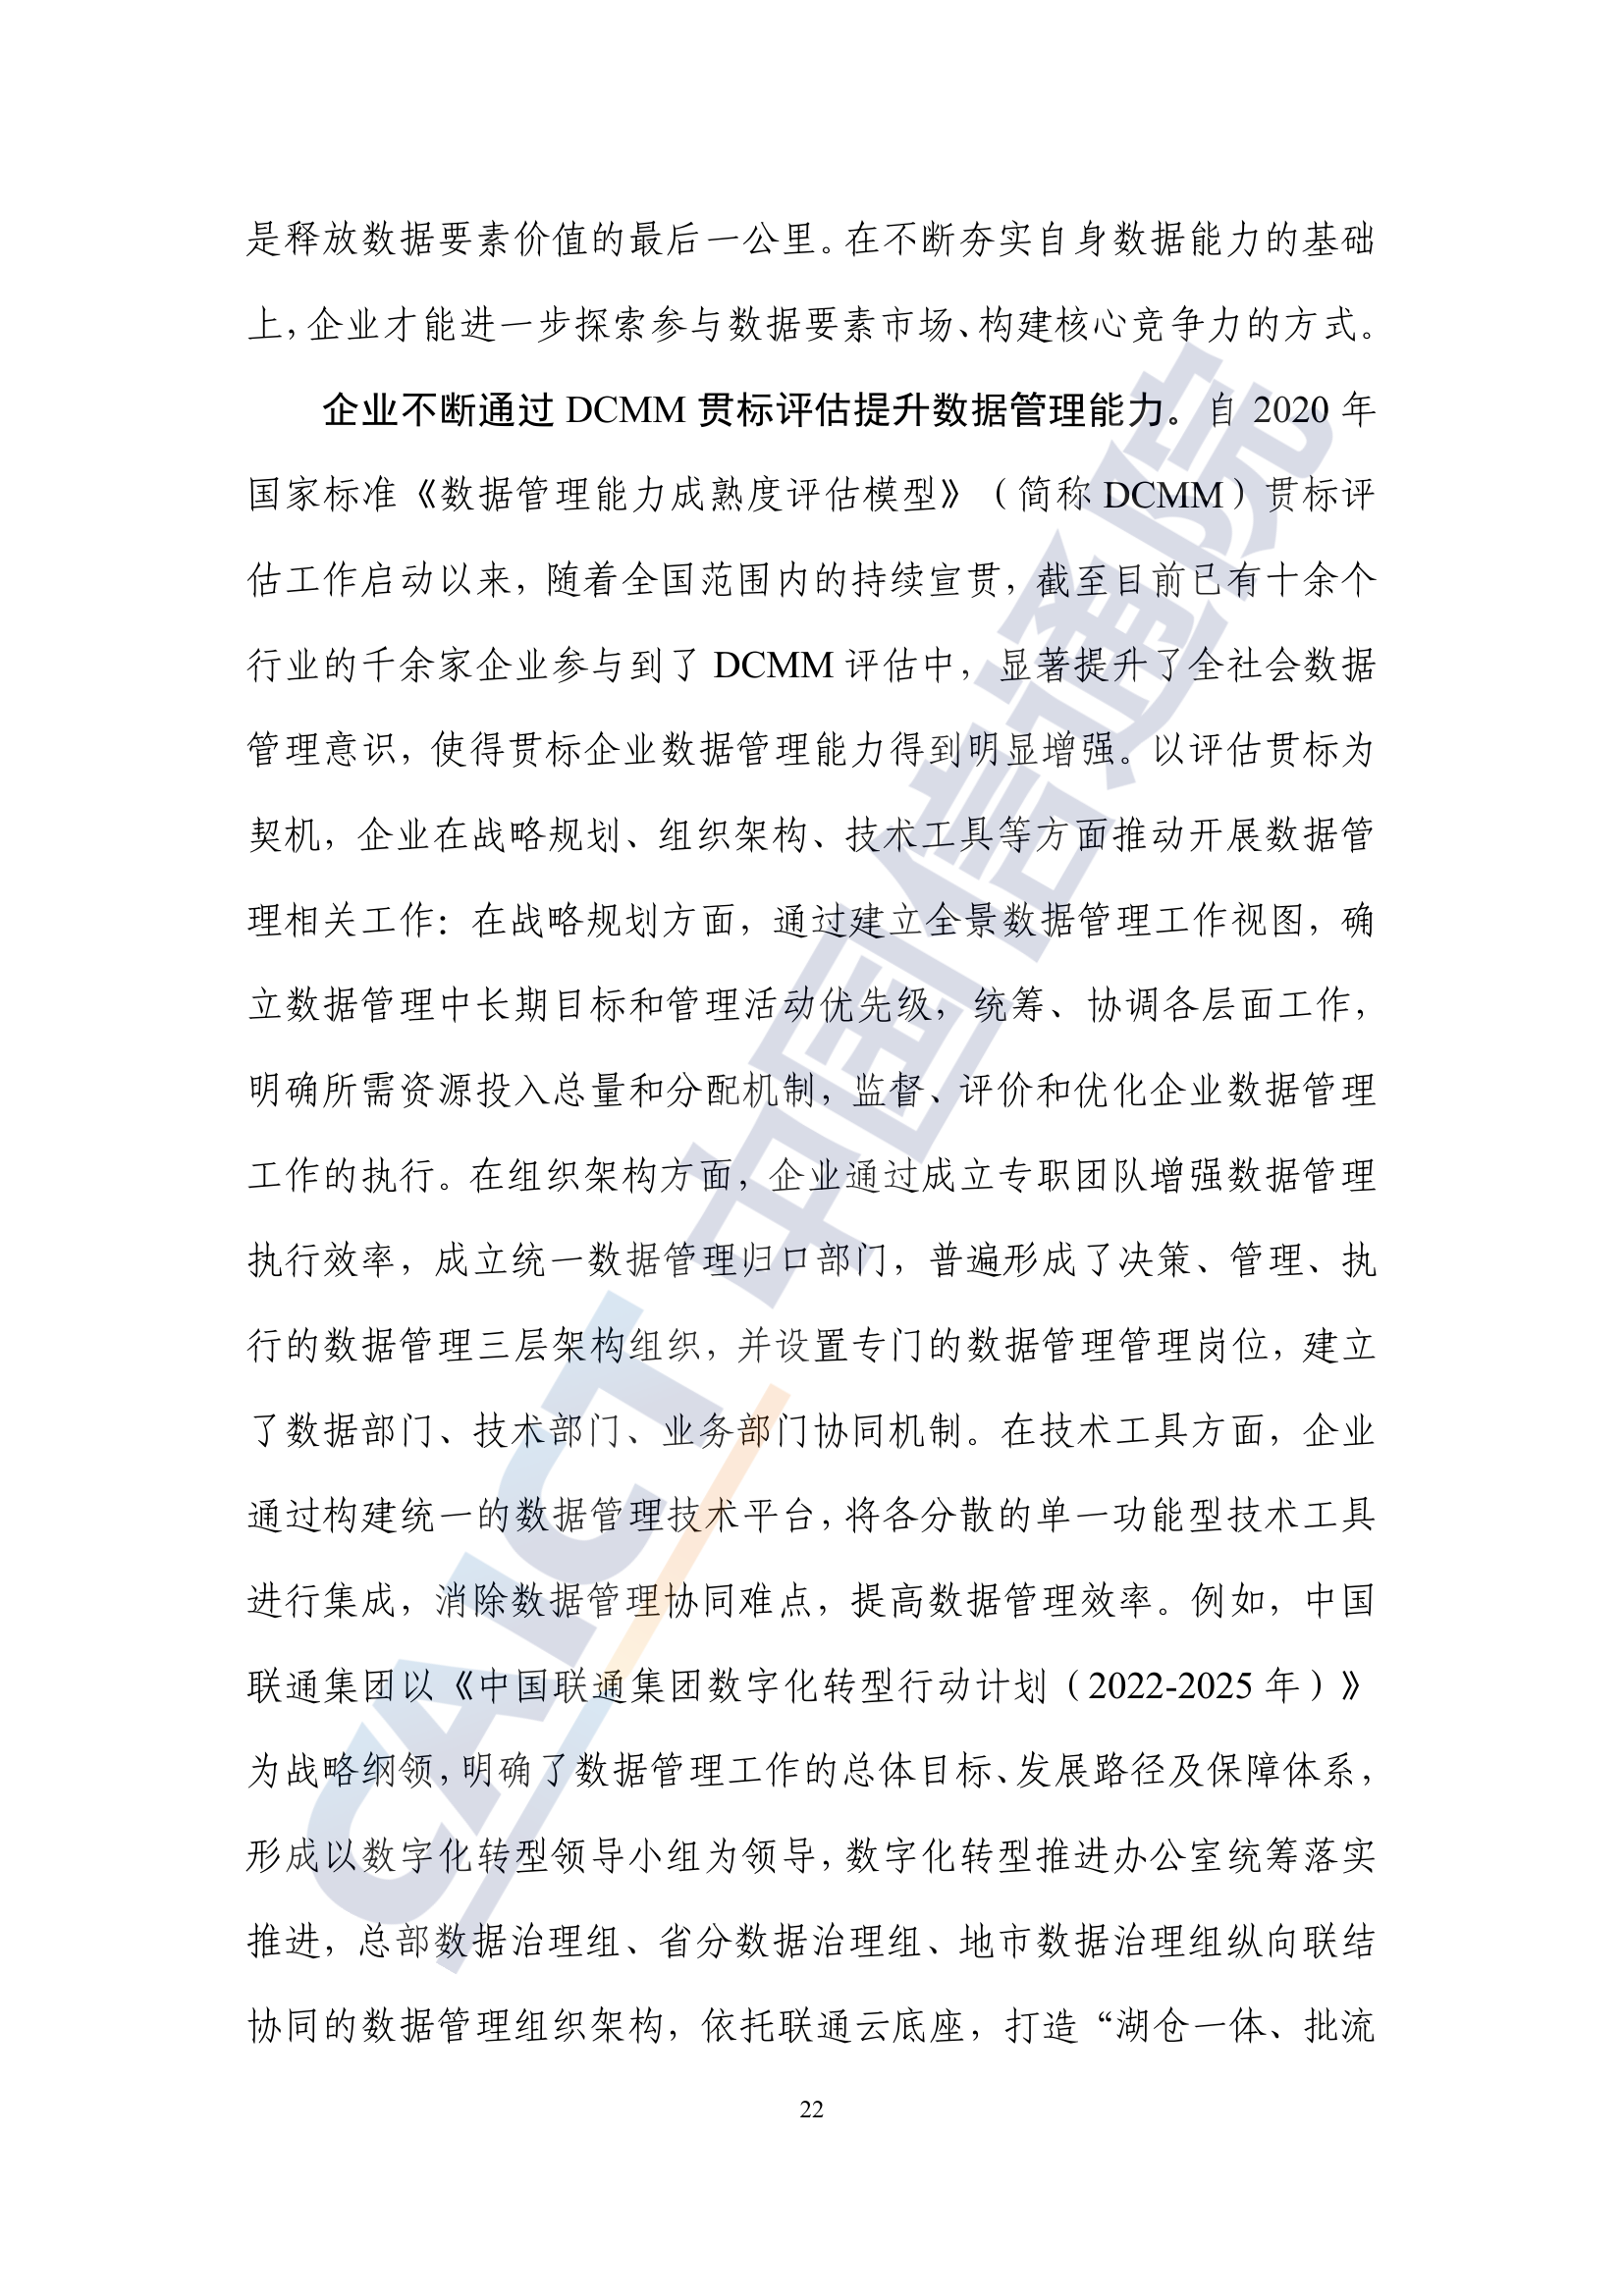 是释放数据要素价值的最后一公里。在不断夯实自身数据能力的基础
上，企业才能进一步探索参与数据要素市场、构建核心竞争力的方式。
企业不断通过 DCMM 贯标评估提升数据管理能力。自 2020 年
国家标准《数据管理能力成熟度评估模型》（简称 DCMM）贯标评
估工作启动以来，随着全国范围内的持续宣贯，截至目前已有十余个
行业的千余家企业参与到了 DCMM 评估中，显著提升了全社会数据
管理意识，使得贯标企业数据管理能力得到明显增强。以评估贯标为
契机，企业在战略规划、组织架构、技术工具等方面推动开展数据管
理相关工作：在战略规划方面，通过建立全景数据管理工作视图，确
立数据管理中长期目标和管理活动优先级，统筹、协调各层面工作，
明确所需资源投入总量和分配机制，监督、评价和优化企业数据管理
工作的执行。在组织架构方面，企业通过成立专职团队增强数据管理
执行效率，成立统一数据管理归口部门，普遍形成了决策、管理、执
行的数据管理三层架构组织，并设置专门的数据管理管理岗位，建立
了数据部门、技术部门、业务部门协同机制。在技术工具方面，企业
通过构建统一的数据管理技术平台，将各分散的单一功能型技术工具
进行集成，消除数据管理协同难点，提高数据管理效率。例如，中国
联通集团以《中国联通集团数字化转型行动计划（2022-2025 年）》
为战略纲领，明确了数据管理工作的总体目标、发展路径及保障体系，
形成以数字化转型领导小组为领导，数字化转型推进办公室统筹落实
推进，总部数据治理组、省分数据治理组、地市数据治理组纵向联结
协同的数据管理组织架构，依托联通云底座，打造“湖仓一体、批流
22
CAICT 中国信通院